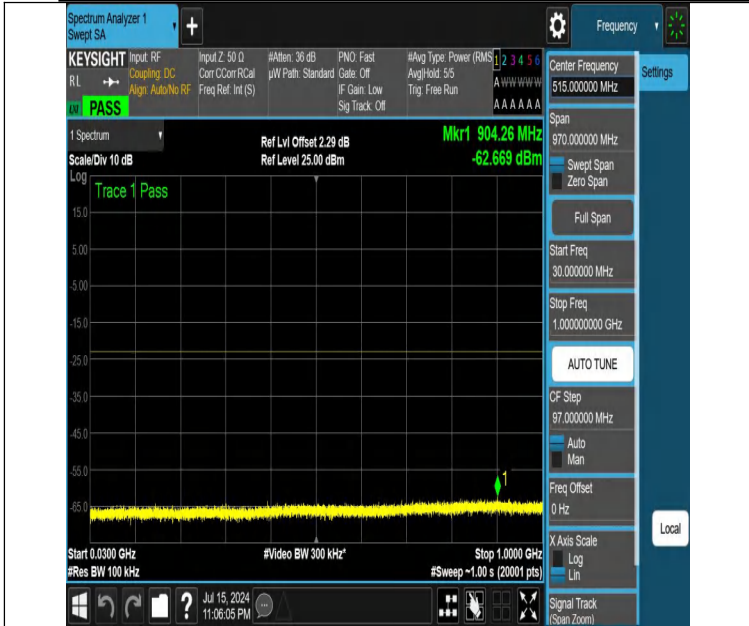 Spectrum Analyzer 1
Swept SA
+
Frequency
KEYSIGHT
RL
LXI
PASS
Input: RF
Coupling: DC
Align: Auto/No RF
Input Z: 50 Ω
Corr CCorr RCal
Freq Ref: Int (S)
#Atten: 36 dB
µW Path: Standard
PNO: Fast
Gate: Off
IF Gain: Low
Sig Track: Off
#Avg Type: Power (RMS
Avg|Hold: 5/5
Trig: Free Run
1 2 3 4 5 6
A W W W W W
A A A A A A
1 Spectrum
Scale/Div 10 dB
Ref Lvl Offset 2.29 dB
Ref Level 25.00 dBm
Mkr1 904.26 MHz
-62.669 dBm
Log
Trace 1 Pass
15.0
5.00
-5.00
-15.0
-25.0
-35.0
-45.0
-55.0
-65.0
1
Start 0.0300 GHz
#Res BW 100 kHz
#Video BW 300 kHz*
Stop 1.0000 GHz
#Sweep ~1.00 s (20001 pts)
?
Jul 15, 2024
11:06:05 PM
Center Frequency
515.000000 MHz
Span
970.000000 MHz
Swept Span
Zero Span
Full Span
Start Freq
30.000000 MHz
Stop Freq
1.000000000 GHz
AUTO TUNE
CF Step
97.000000 MHz
Auto
Man
Freq Offset
0 Hz
X Axis Scale
Log
Lin
Signal Track
(Span Zoom)
Settings
Local